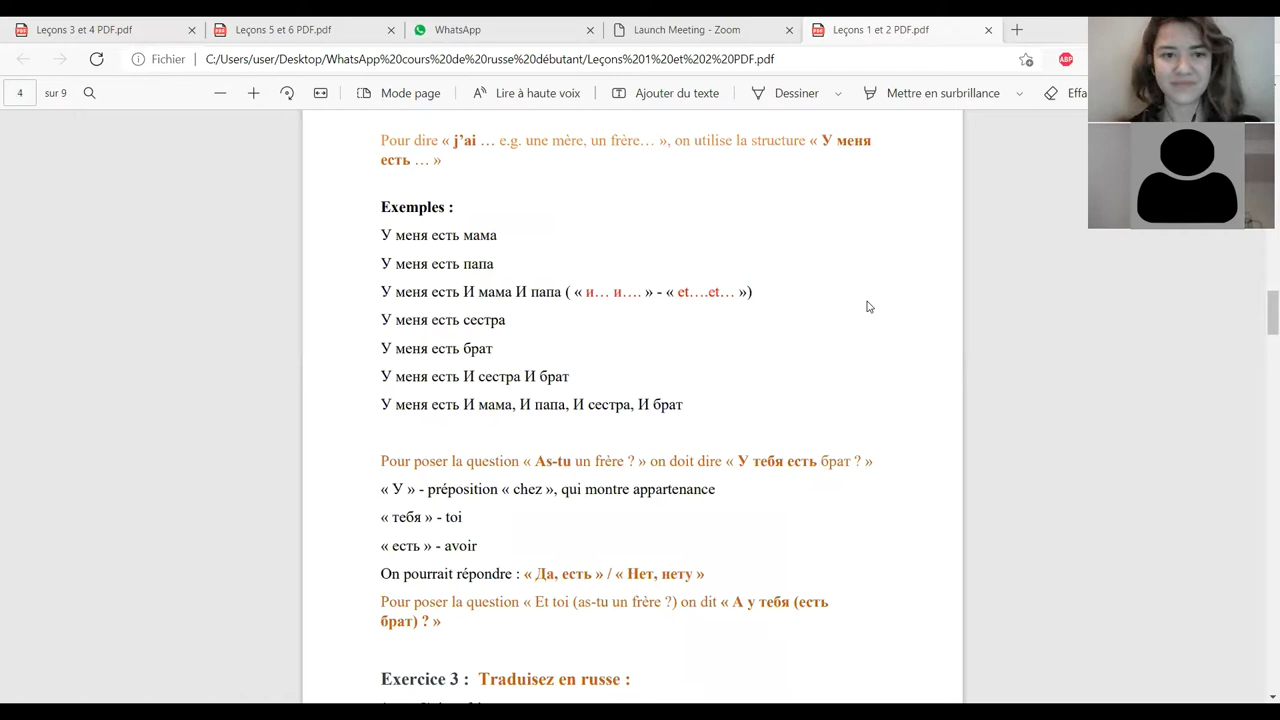 Leçons 3 et 4 PDF.pdf
Leçons 5 et 6 PDF.pdf
WhatsApp
Launch Meeting - Zoom
Leçons 1 et 2 PDF.pdf
Fichier
C:/Users/user/Desktop/WhatsApp%20cours%20de%20russe%20débutant/Leçons%201%20et%202%20PDF.pdf
ABP
4
sur 9
Mode page
Lire à haute voix
Ajouter du texte
Dessiner
Mettre en surbrillance
Effa
Pour dire « j’ai … e.g. une mère, un frère… », on utilise la structure « У меня
есть … »
Exemples :
У меня есть мама
У меня есть папа
У меня есть И мама И папа ( « и… и…. » - « et….et… »)
У меня есть сестра
У меня есть брат
У меня есть И сестра И брат
У меня есть И мама, И папа, И сестра, И брат
Pour poser la question « As-tu un frère ? » on doit dire « У тебя есть брат ? »
« У » - préposition « chez », qui montre appartenance
« тебя » - toi
« есть » - avoir
On pourrait répondre : « Да, есть » / « Нет, нету »
Pour poser la question « Et toi (as-tu un frère ?) on dit « А у тебя (есть
брат) ? »
Exercice 3 : Traduisez en russe :